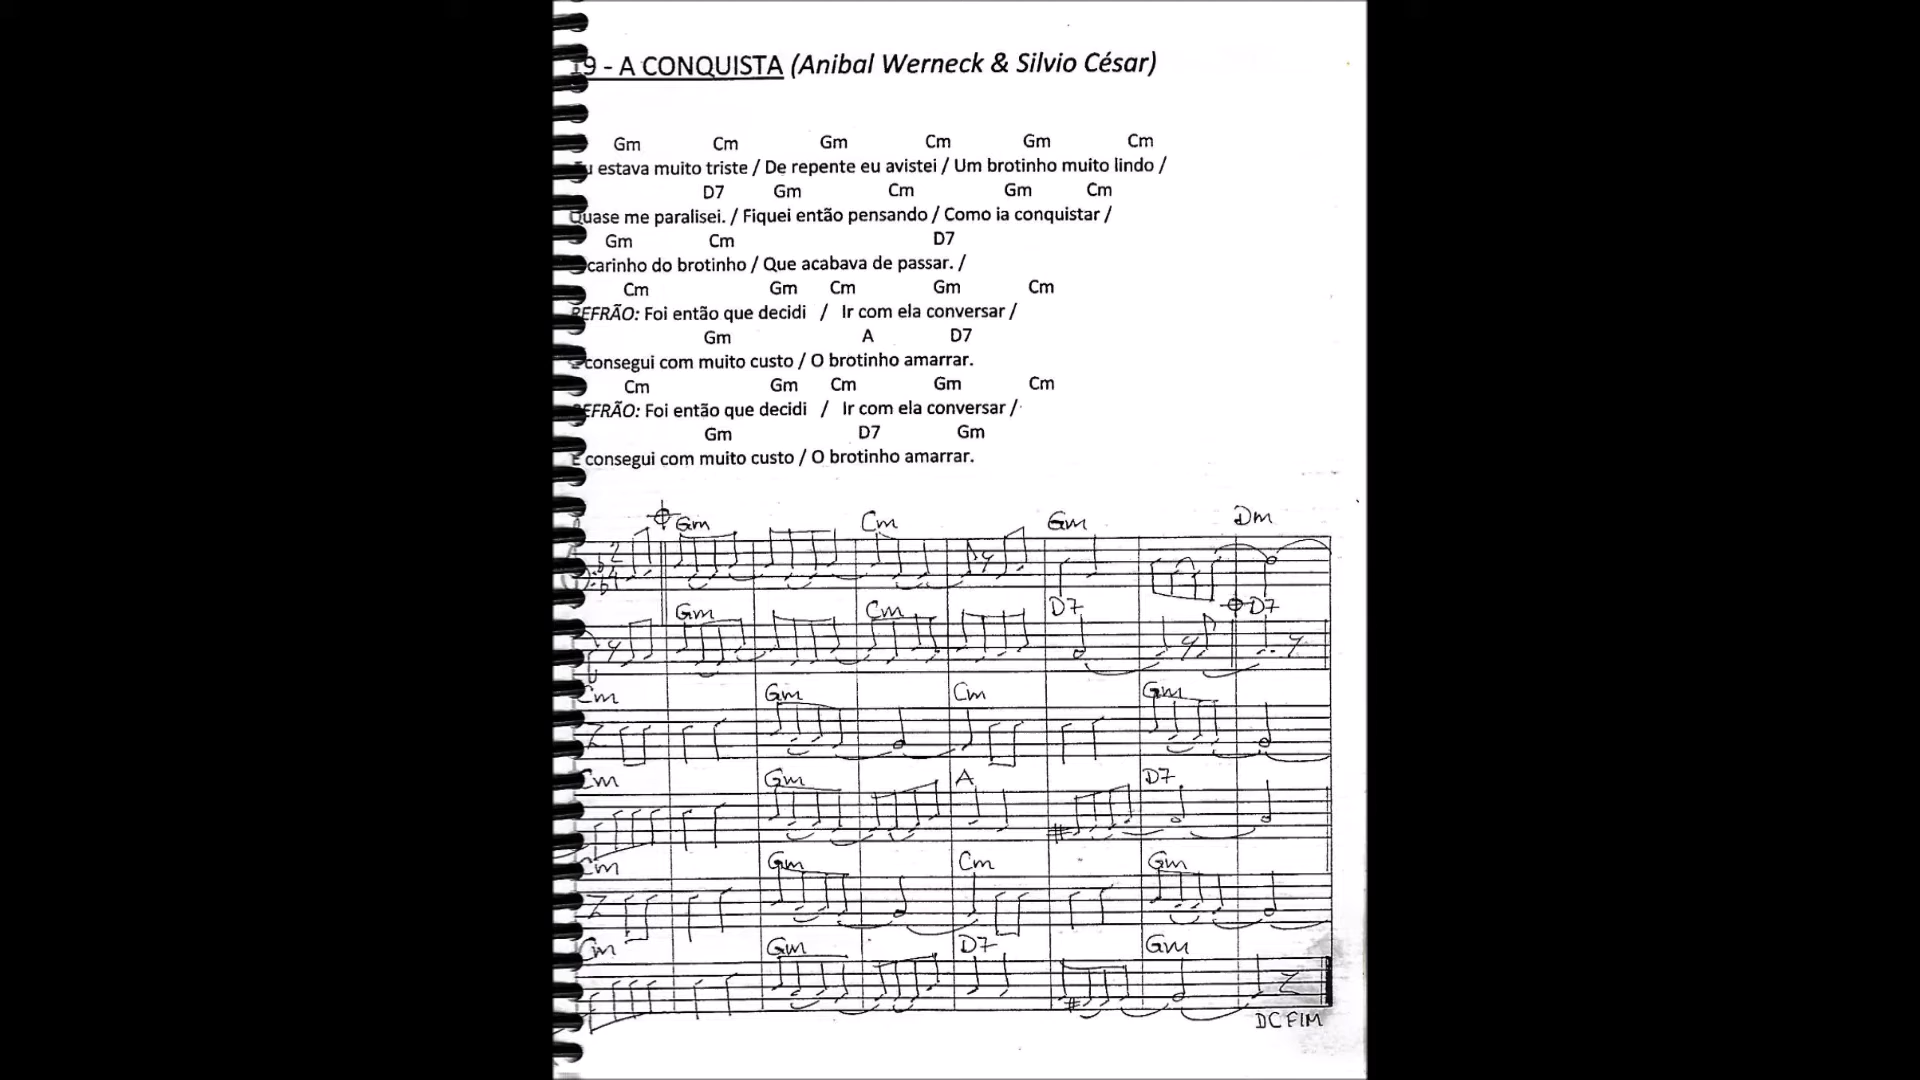 19 - A CONQUISTA (Anibal Werneck & Silvio César)
Gm Cm Gm Cm Gm Cm
u estava muito triste / De repente eu avistei / Um brotinho muito lindo /
D7 Gm Cm Gm Cm
Quase me paralisei. / Fiquei então pensando / Como ia conquistar /
Gm Cm D7
carinho do brotinho / Que acabava de passar. /
Cm Gm Cm Gm Cm
REFRÃO: Foi então que decidi / Ir com ela conversar /
Gm A D7
consegui com muito custo / O brotinho amarrar.
Cm Gm Cm Gm Cm
REFRÃO: Foi então que decidi / Ir com ela conversar /
Gm D7 Gm
E consegui com muito custo / O brotinho amarrar.
Gm Cm Gm Dm
2
4
Gm Cm D7 D7
Cm Gm Cm Gm
Cm Gm A D7
Cm Gm Cm Gm
Cm Gm D7 Gm
DC FIM